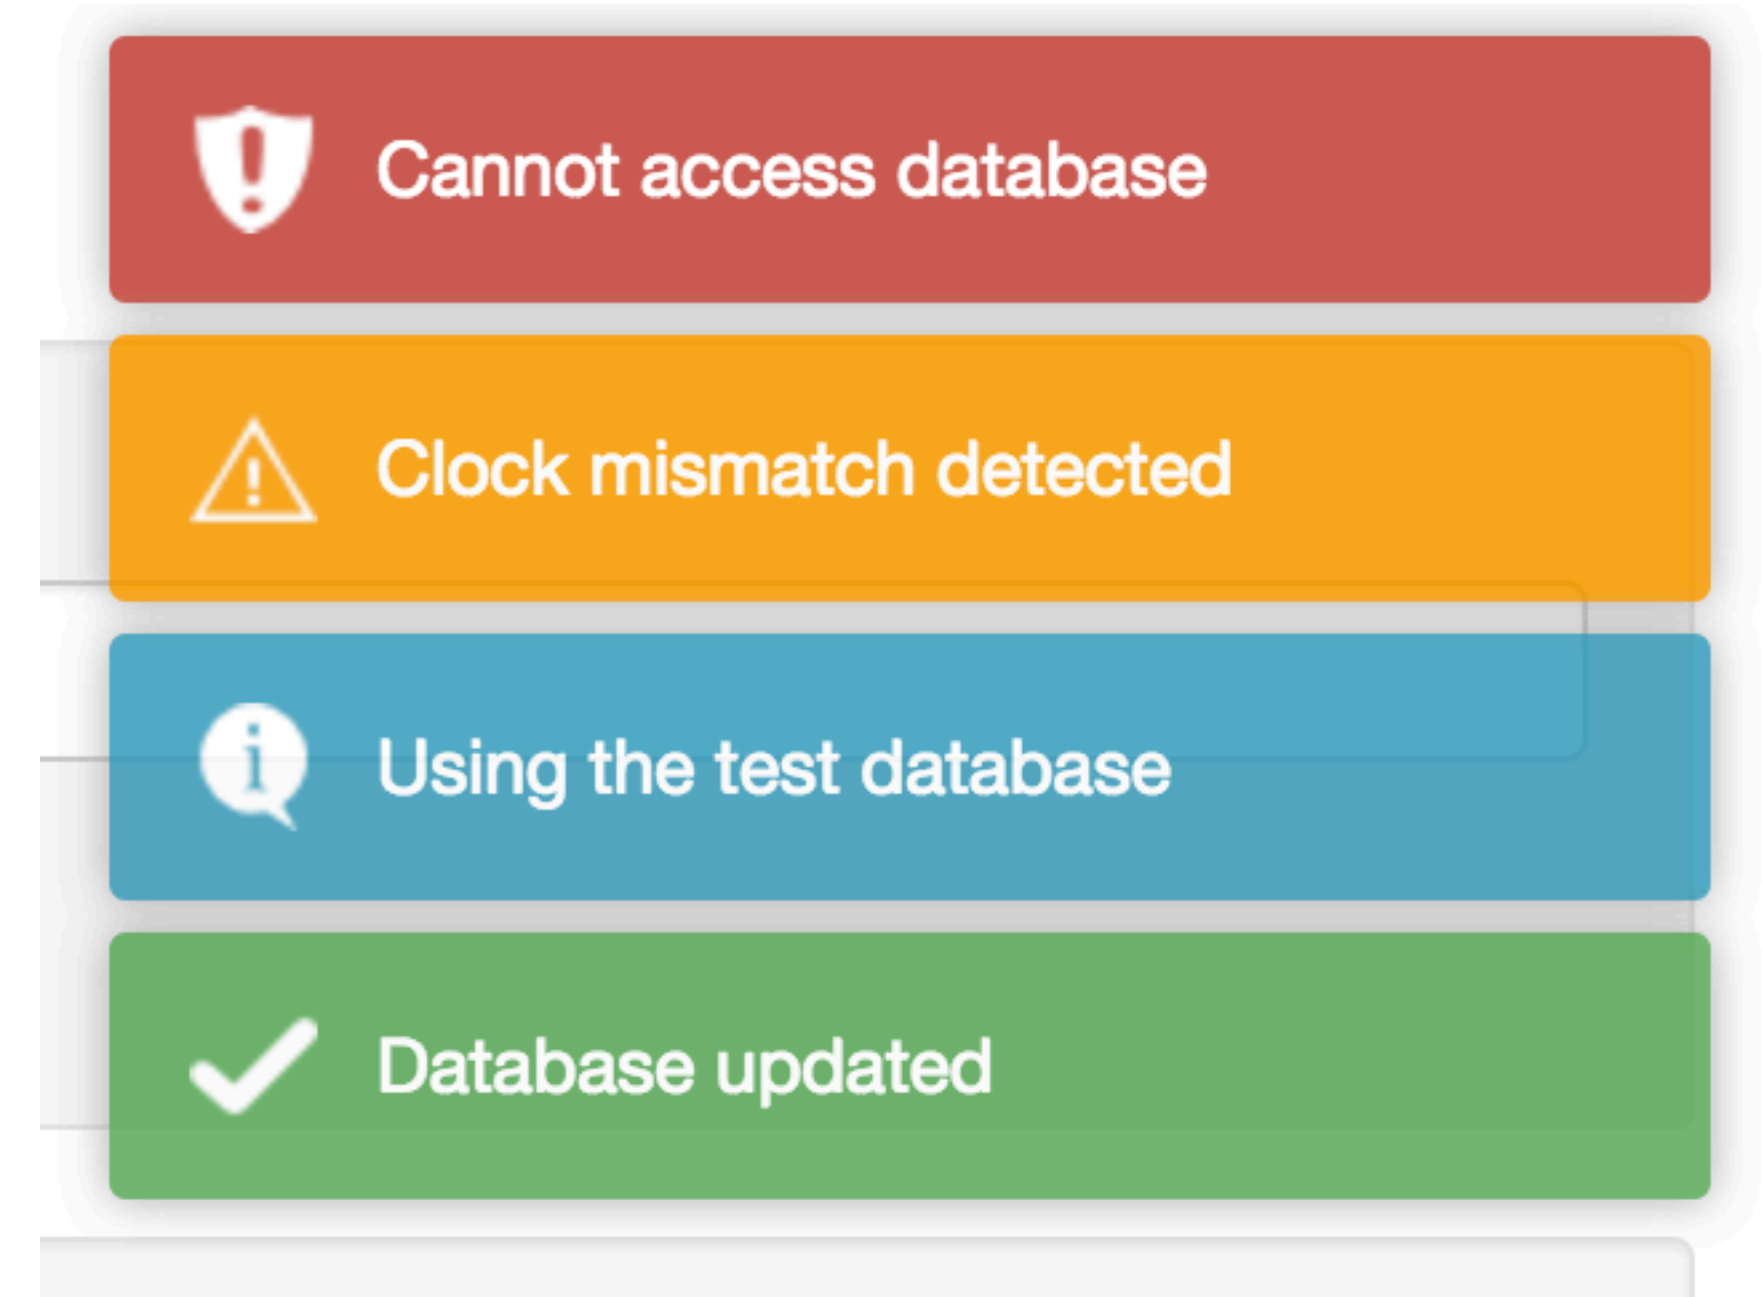 Cannot access database
Clock mismatch detected
Using the test database
Database updated